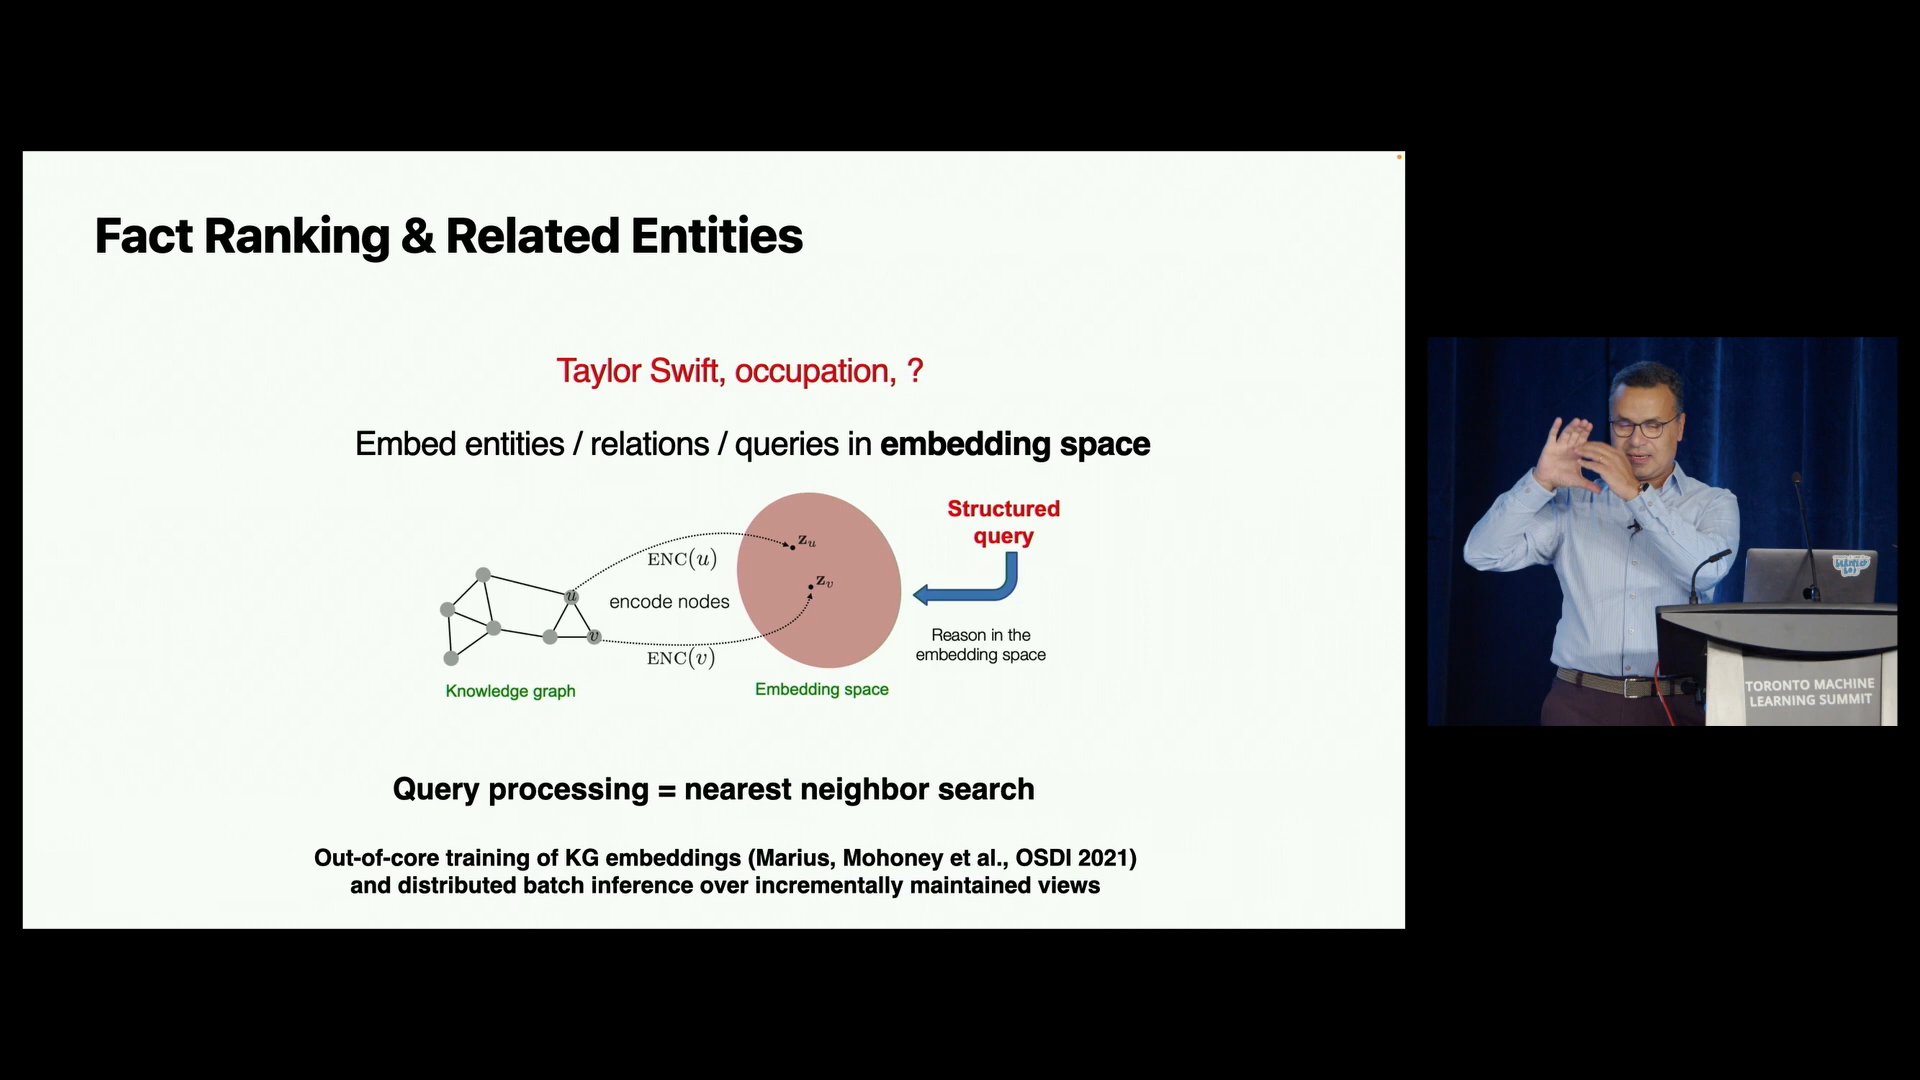 Fact Ranking & Related Entities
Taylor Swift, occupation, ?
Embed entities / relations / queries in embedding space
Structured
query
ENC(u)
z_u
z_v
u
encode nodes
v
ENC(v)
Reason in the
embedding space
Knowledge graph
Embedding space
Query processing = nearest neighbor search
Out-of-core training of KG embeddings (Marius, Mohoney et al., OSDI 2021)
and distributed batch inference over incrementally maintained views
TORONTO MACHINE
LEARNING SUMMIT